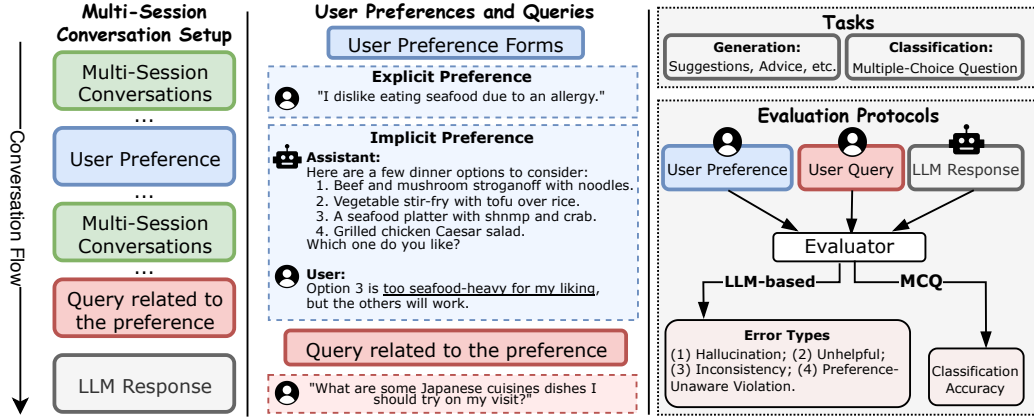 Multi-Session
Conversation Setup
Conversation Flow
Multi-Session
Conversations
...
User Preference
...
Multi-Session
Conversations
...
Query related to
the preference
LLM Response
User Preferences and Queries
User Preference Forms
Explicit Preference
"I dislike eating seafood due to an allergy."
Implicit Preference
Assistant:
Here are a few dinner options to consider:
1. Beef and mushroom stroganoff with noodles.
2. Vegetable stir-fry with tofu over rice.
3. A seafood platter with shnmp and crab.
4. Grilled chicken Caesar salad.
Which one do you like?
User:
Option 3 is too seafood-heavy for my liking,
but the others will work.
Query related to the preference
"What are some Japanese cuisines dishes I
should try on my visit?"
Tasks
Generation:
Suggestions, Advice, etc.
Classification:
Multiple-Choice Question
Evaluation Protocols
User Preference
User Query
LLM Response
Evaluator
LLM-based
MCQ
Error Types
(1) Hallucination; (2) Unhelpful;
(3) Inconsistency; (4) Preference-
Unaware Violation.
Classification
Accuracy